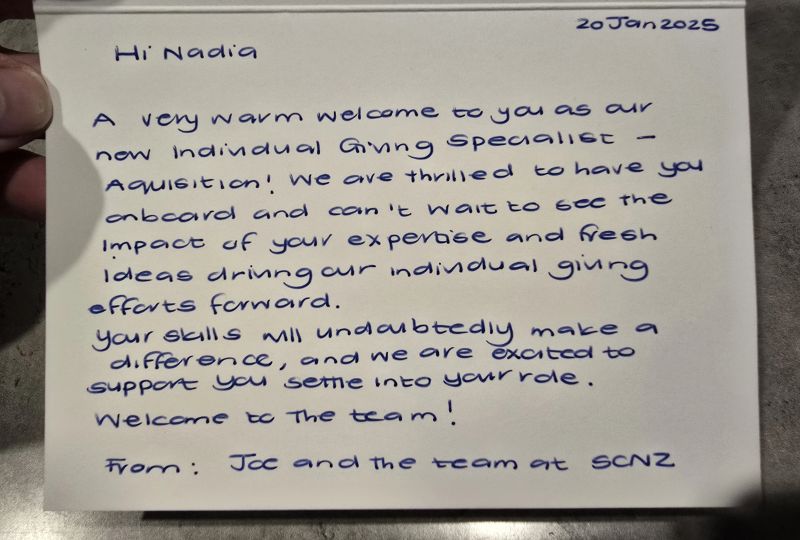 20 Jan 2025
Hi Nadia
A very warm welcome to you as our
new Individual Giving Specialist -
Aquisition! We are thrilled to have you
onboard and can't wait to see the
impact of your expertise and fresh
ideas driving our individual giving
efforts forward.
Your skills will undoubtedly make a
difference, and we are excited to
support you settle into your role.
Welcome to the team!
From: Joe and the team at SCNZ